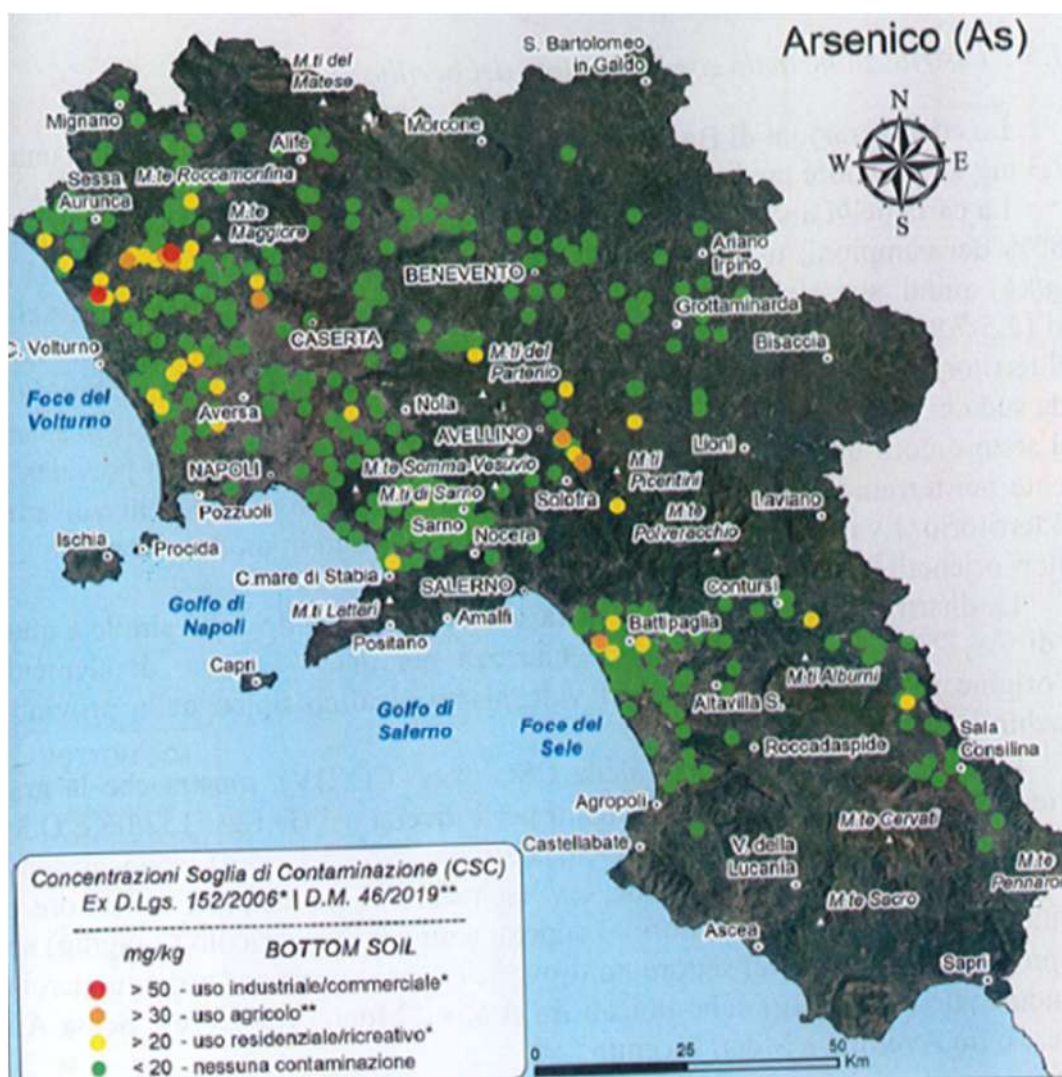 Arsenico (As)
S. Bartolomeo
in Galdo
M.ti del
Matese
Mignano
Morcone
Alife
N
W E
S
M.te Roccamonfina
Sessa
Aurunca
M.te
Maggiore
Ariano
Irpino
BENEVENTO
Grottaminarda
CASERTA
Bisaccia
C. Volturno
M.ti del
Partenio
Foce del
Volturno
Aversa
Nola
AVELLINO
Lioni
NAPOLI
M.te Somma-Vesuvio
M.ti
Picentini
M.ti di Sarno
Solofra
Laviano
Pozzuoli
Sarno
M.te
Polveracchio
Ischia
Procida
Nocera
C.mare di Stabia
SALERNO
Contursi
Golfo di
Napoli
M.ti Lattari
Amalfi
Battipaglia
Positano
M.ti Alburni
Capri
Altavilla S.
Golfo di
Salerno
Foce del
Sele
Sala
Consilina
Roccadaspide
Agropoli
M.te Cervati
Castellabate
V. della
Lucania
M.te
Pennarol
M.te Sacro
Ascea
Sapri
Concentrazioni Soglia di Contaminazione (CSC)
Ex D.Lgs. 152/2006* | D.M. 46/2019**
mg/kg BOTTOM SOIL
> 50 - uso industriale/commerciale*
> 30 - uso agricolo**
> 20 - uso residenziale/ricreativo*
< 20 - nessuna contaminazione
0 25 50
Km